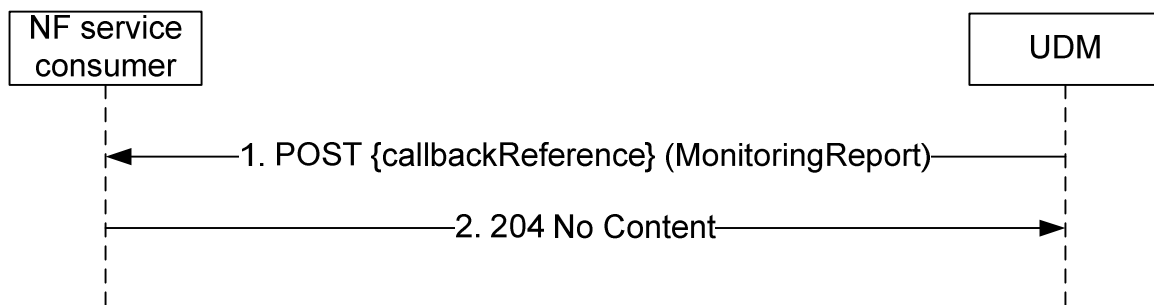 NF service
consumer
UDM
1. POST {callbackReference} (MonitoringReport)
2. 204 No Content